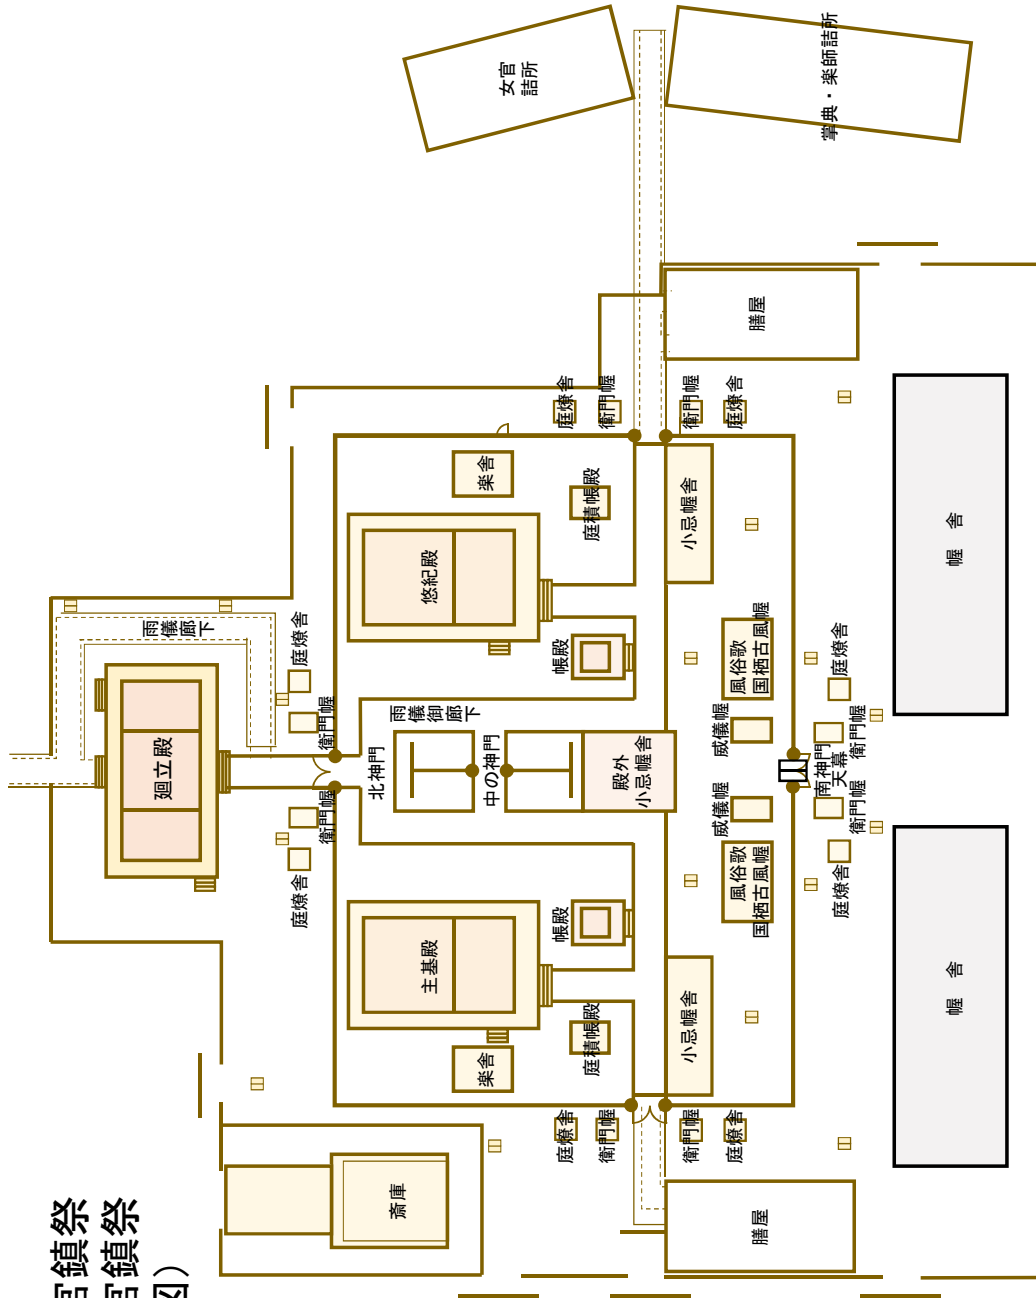 女官
詰所
掌典・楽師詰所
膳屋
庭燎舎
衛門幄
衛門幄
庭燎舎
楽舎
庭積帳殿
小忌幄舎
悠紀殿
帳殿
雨儀廊下
庭燎舎
衛門幄
廻立殿
衛門幄
庭燎舎
雨儀御廊下
北神門
中の神門
殿外
小忌幄舎
風俗歌
国栖古風幄
威儀幄
威儀幄
風俗歌
国栖古風幄
庭燎舎
衛門幄
南神門
天幕
衛門幄
庭燎舎
幄 舎
幄 舎
主基殿
帳殿
楽舎
庭積帳殿
小忌幄舎
庭燎舎
衛門幄
衛門幄
庭燎舎
斎庫
膳屋
宮鎮祭
宮鎮祭
図）